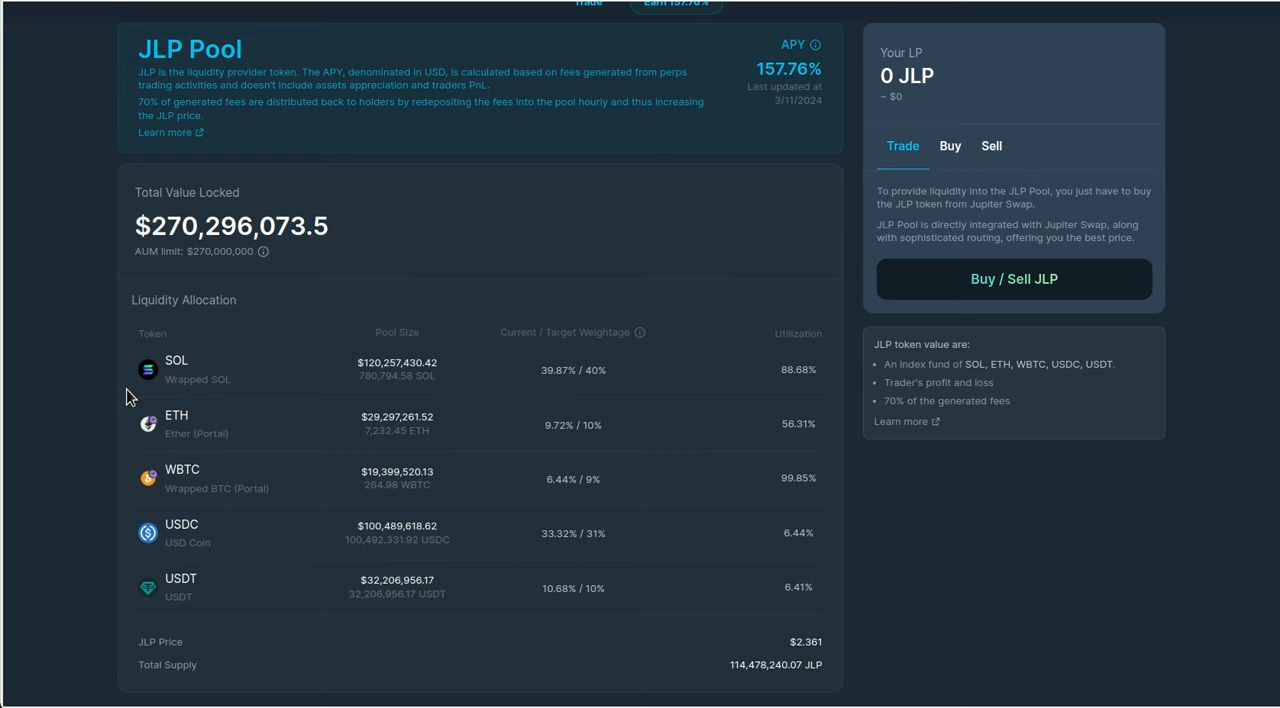 Trade Earn 157.76%
JLP Pool
APY
JLP is the liquidity provider token. The APY, denominated in USD, is calculated based on fees generated from perps
trading activities and doesn't include assets appreciation and traders PnL.
157.76%
Last updated at
3/11/2024
70% of generated fees are distributed back to holders by redepositing the fees into the pool hourly and thus increasing
the JLP price.
Learn more
Total Value Locked
$270,296,073.5
AUM limit: $270,000,000
Liquidity Allocation
Token Pool Size Current / Target Weightage Utilization
SOL
Wrapped SOL
$120,257,430.42
780,794.58 SOL
39.87% / 40%
88.68%
ETH
Ether (Portal)
$29,297,261.52
7,232.45 ETH
9.72% / 10%
56.31%
WBTC
Wrapped BTC (Portal)
$19,399,520.13
264.98 WBTC
6.44% / 9%
99.85%
USDC
USD Coin
$100,489,618.62
100,492,331.92 USDC
33.32% / 31%
6.44%
USDT
USDT
$32,206,956.17
32,206,956.17 USDT
10.68% / 10%
6.41%
JLP Price $2.361
Total Supply 114,478,240.07 JLP
Your LP
0 JLP
~ $0
Trade Buy Sell
To provide liquidity into the JLP Pool, you just have to buy
the JLP token from Jupiter Swap.
JLP Pool is directly integrated with Jupiter Swap, along
with sophisticated routing, offering you the best price.
Buy / Sell JLP
JLP token value are:
• An index fund of SOL, ETH, WBTC, USDC, USDT.
• Trader's profit and loss
• 70% of the generated fees
Learn more